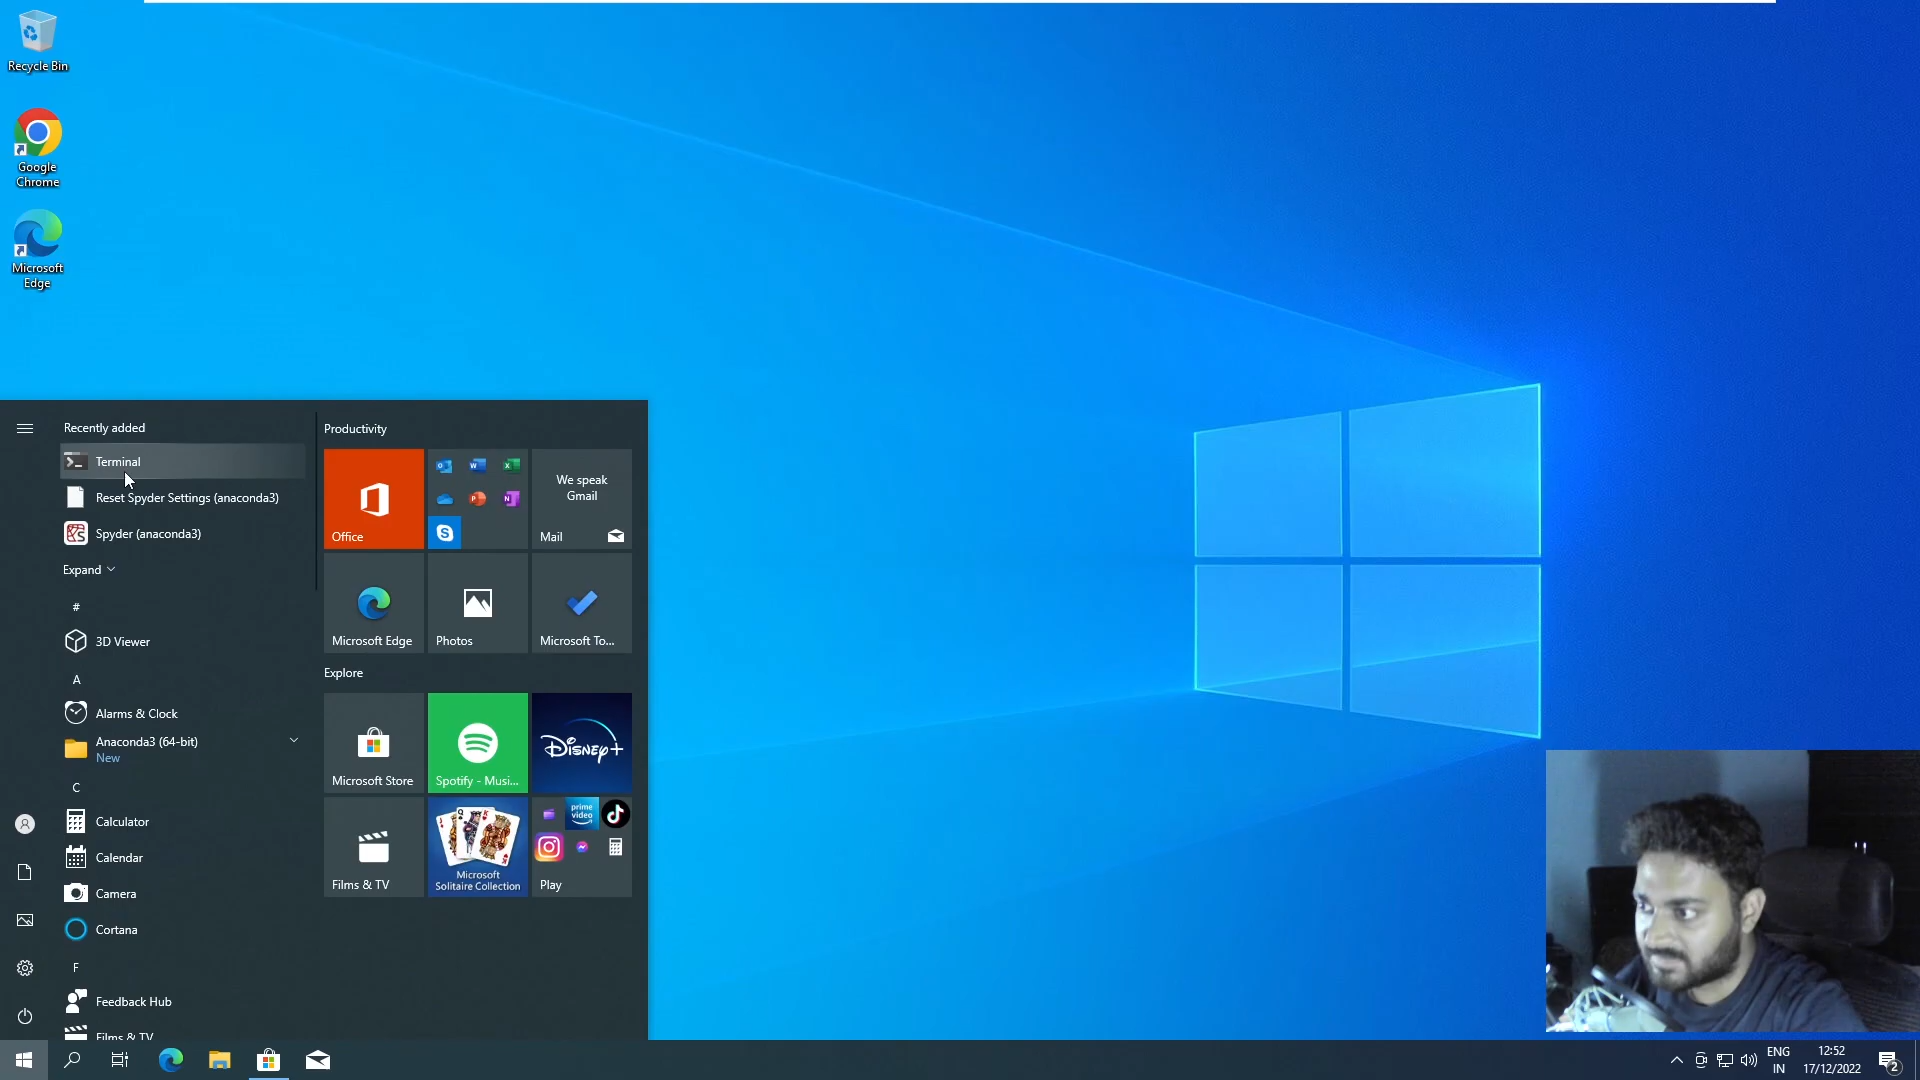 Recycle Bin
Google
Chrome
Microsoft
Edge
Recently added
Terminal
Reset Spyder Settings (anaconda3)
Spyder (anaconda3)
Expand
#
3D Viewer
A
Alarms & Clock
Anaconda3 (64-bit)
New
C
Calculator
Calendar
Camera
Cortana
F
Feedback Hub
Films & TV
Productivity
Office
We speak
Gmail
Mail
Microsoft Edge
Photos
Microsoft To...
Explore
Microsoft Store
Spotify - Musi...
Disney+
Films & TV
Microsoft
Solitaire Collection
prime
video
Play
ENG
IN
12:52
17/12/2022
2